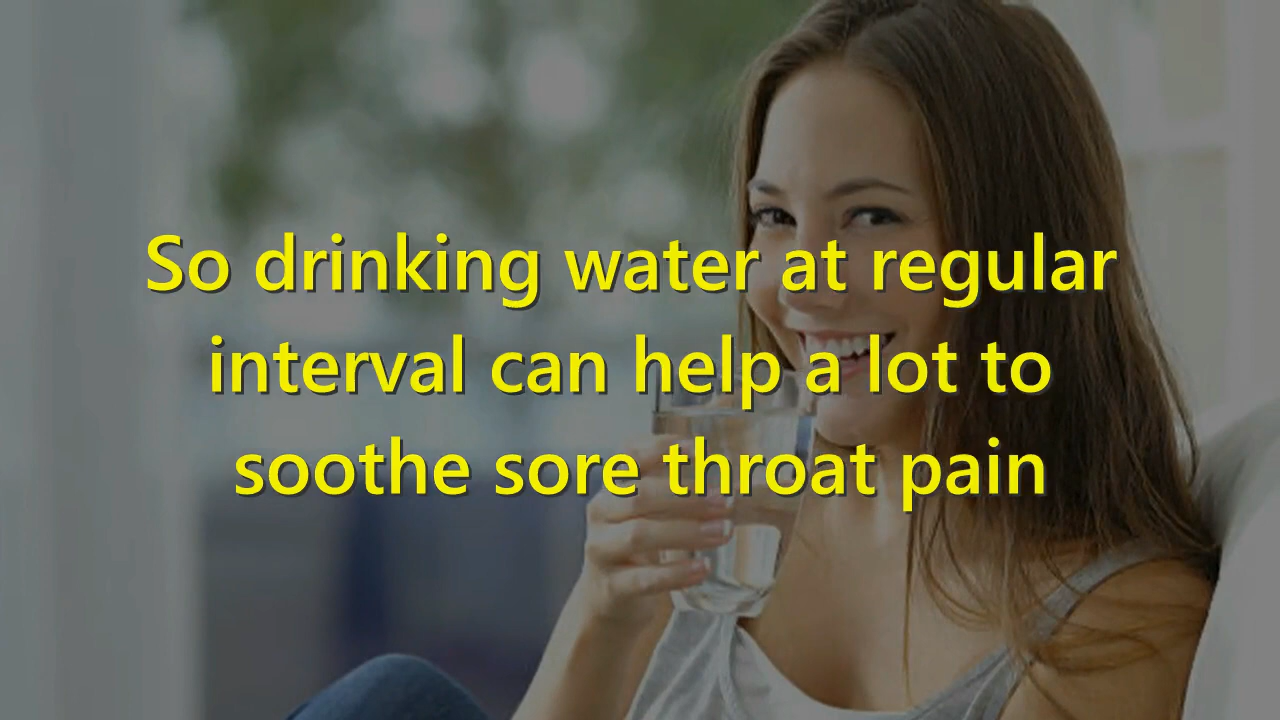 So drinking water at regular
interval can help a lot to
soothe sore throat pain